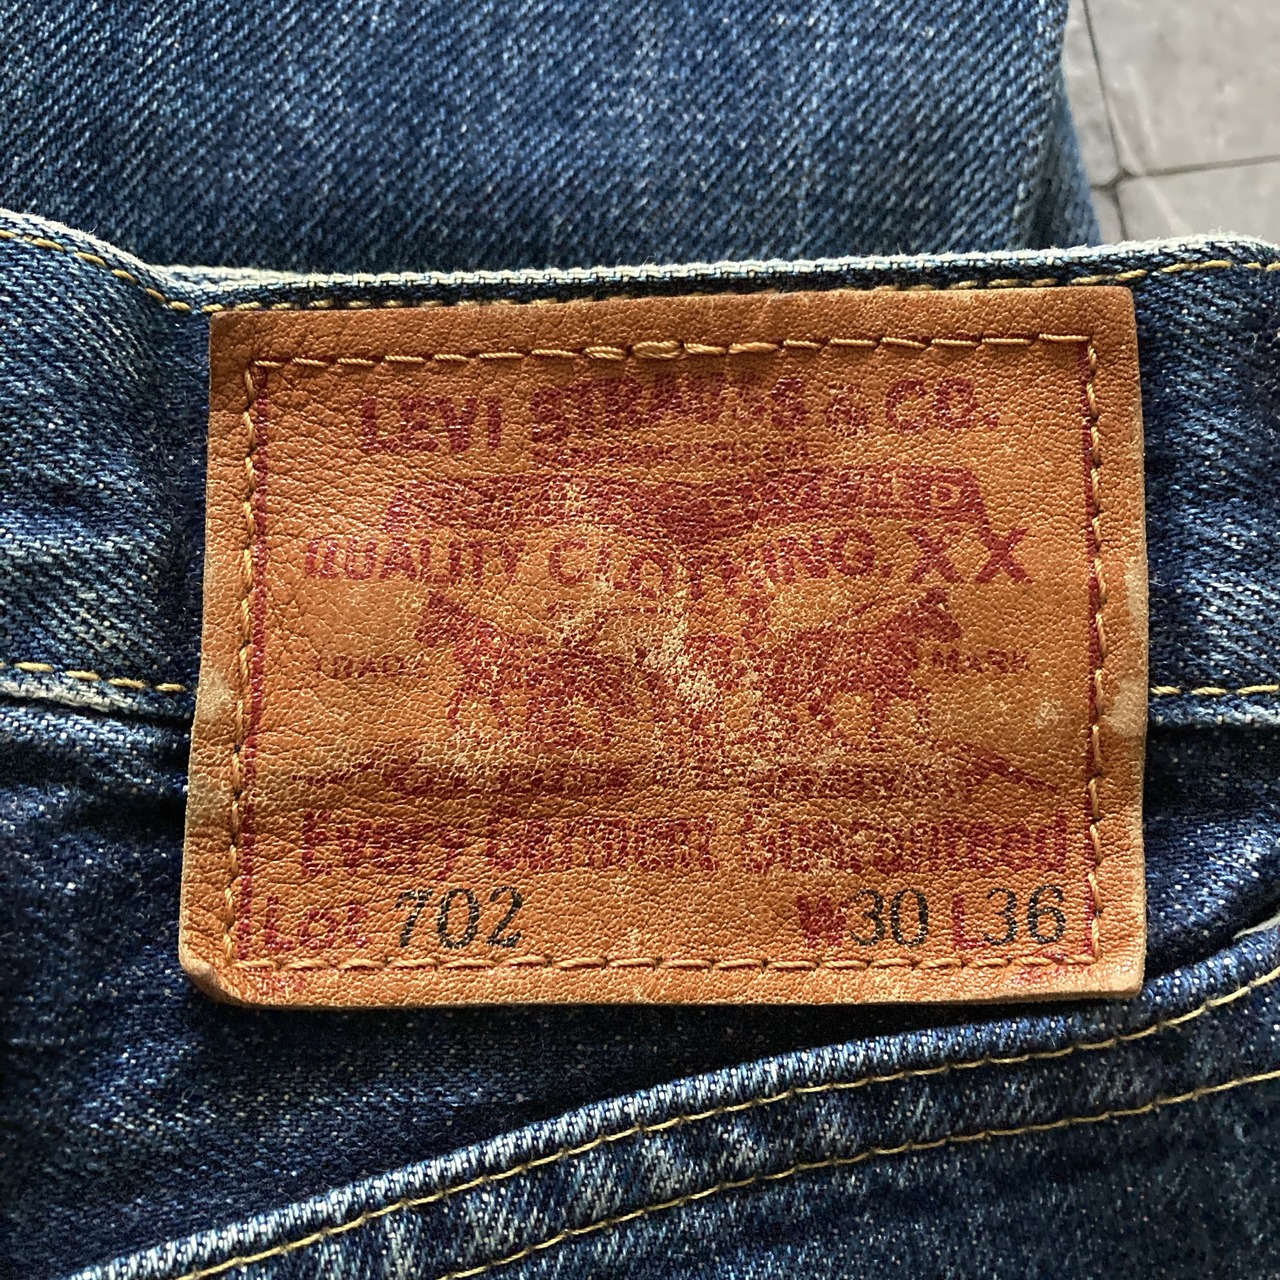 LEVI STRAUSS & CO.
QUALITY CLOTHING XX
TRADE MARK
Every Garment Guaranteed
Lot 702 W30 L36